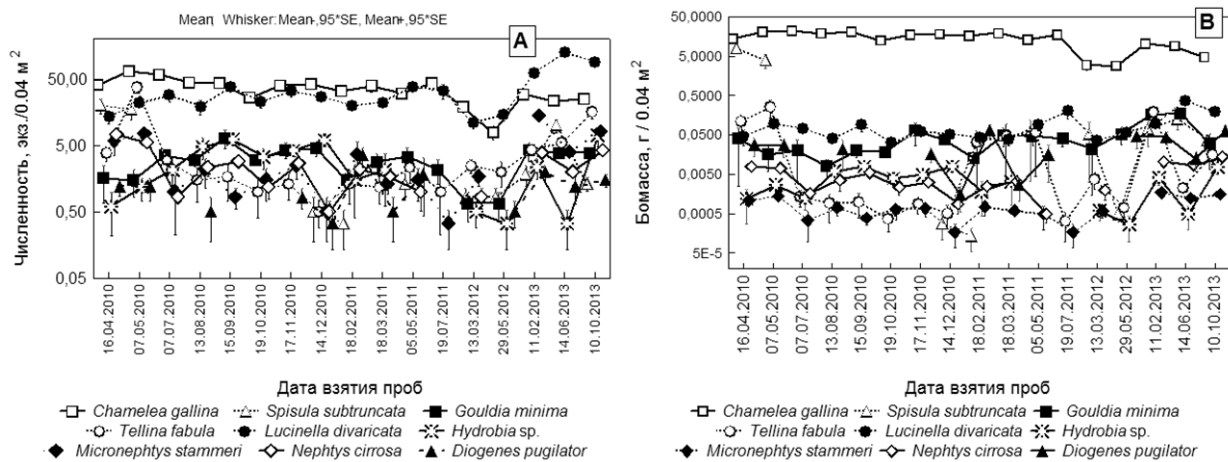 Mean; Whisker: Mean-,95*SE, Mean+,95*SE
A
Численность, экз./0.04 м²
50,00
5,00
0,50
0,05
16.04.2010
07.05.2010
07.07.2010
13.08.2010
15.09.2010
19.10.2010
17.11.2010
14.12.2010
18.02.2011
18.03.2011
05.05.2011
19.07.2011
13.03.2012
29.05.2012
11.02.2013
14.06.2013
10.10.2013
Дата взятия проб
Chamelea gallina
Spisula subtruncata
Gouldia minima
Tellina fabula
Lucinella divaricata
Hydrobia sp.
Micronephtys stammeri
Nephtys cirrosa
Diogenes pugilator
B
Бомасса, г / 0.04 м²
50,0000
5,0000
0,5000
0,0500
0,0050
0,0005
5E-5
16.04.2010
07.05.2010
07.07.2010
13.08.2010
15.09.2010
19.10.2010
17.11.2010
14.12.2010
18.02.2011
18.03.2011
05.05.2011
19.07.2011
13.03.2012
29.05.2012
11.02.2013
14.06.2013
10.10.2013
Дата взятия проб
Chamelea gallina
Spisula subtruncata
Gouldia minima
Tellina fabula
Lucinella divaricata
Hydrobia sp.
Micronephtys stammeri
Nephtys cirrosa
Diogenes pugilator